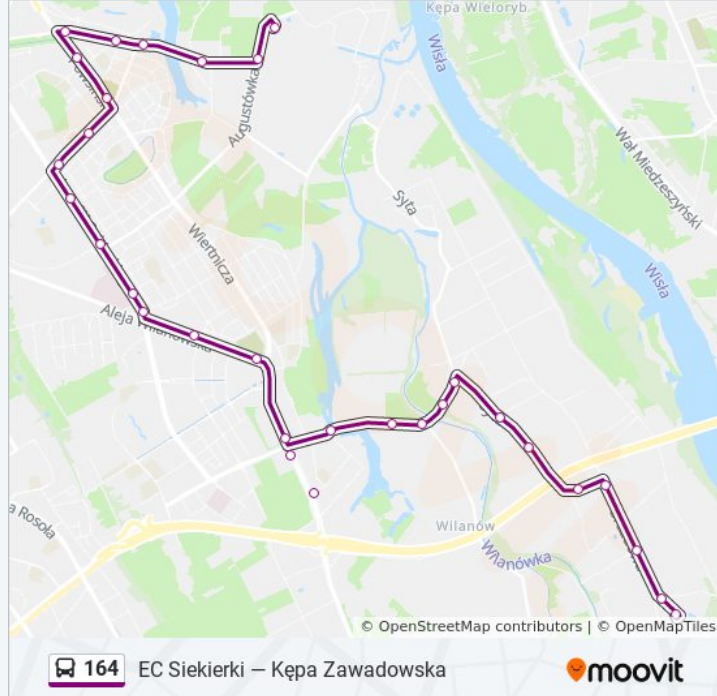 Kępa Wieloryb
Wisła
Augustówka
Wał Miedzeszyński
Syta
Wiertnicza
Wisła
Aleja Wilanowska
a Rosoła
Wilanów
Wilanówka
© OpenStreetMap contributors | © OpenMapTiles
164 EC Siekierki — Kępa Zawadowska
moovit